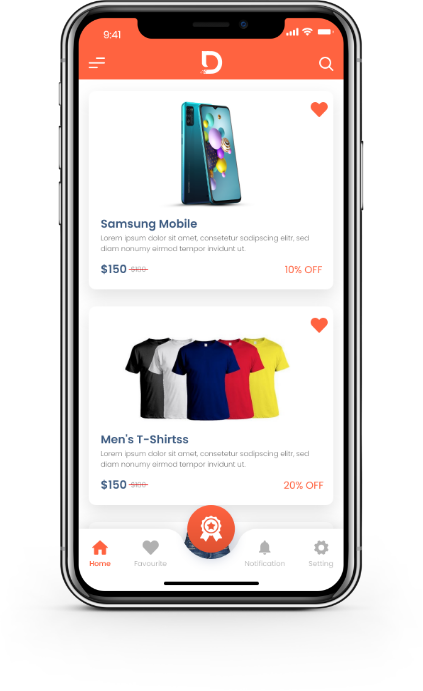 9:41
D
Samsung Mobile
Lorem ipsum dolor sit amet, consetetur sadipscing elitr, sed
diam nonumy eirmod tempor invidunt ut.
$150 $100 10% OFF
Men's T-Shirtss
Lorem ipsum dolor sit amet, consetetur sadipscing elitr, sed
diam nonumy eirmod tempor invidunt ut.
$150 $100 20% OFF
Home Favourite Notification Setting